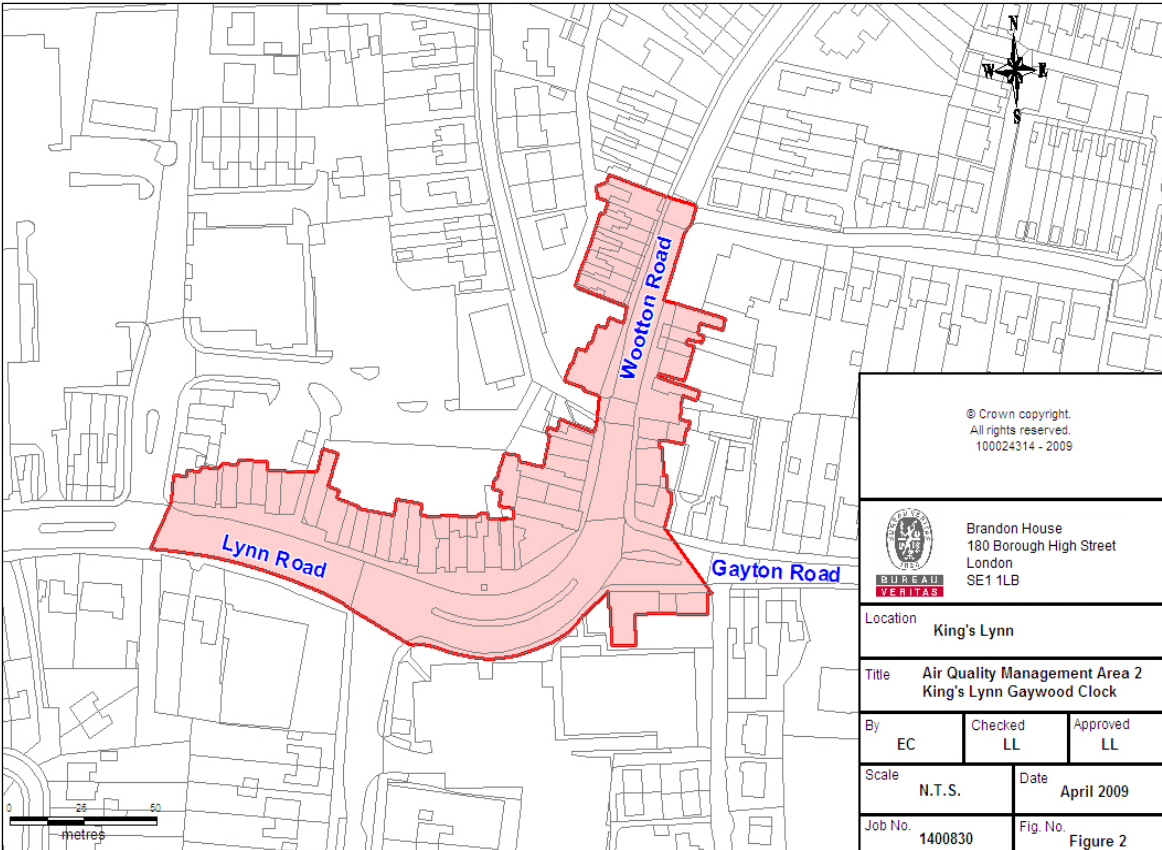 N
W E
S
Wootton Road
Lynn Road
Gayton Road
© Crown copyright.
All rights reserved.
100024314 - 2009
BUREAU VERITAS
1828
BUREAU
VERITAS
Brandon House
180 Borough High Street
London
SE1 1LB
Location
King's Lynn
Title
Air Quality Management Area 2
King's Lynn Gaywood Clock
By
EC
Checked
LL
Approved
LL
Scale
N.T.S.
Date
April 2009
Job No.
1400830
Fig. No.
Figure 2
0 25 50
metres